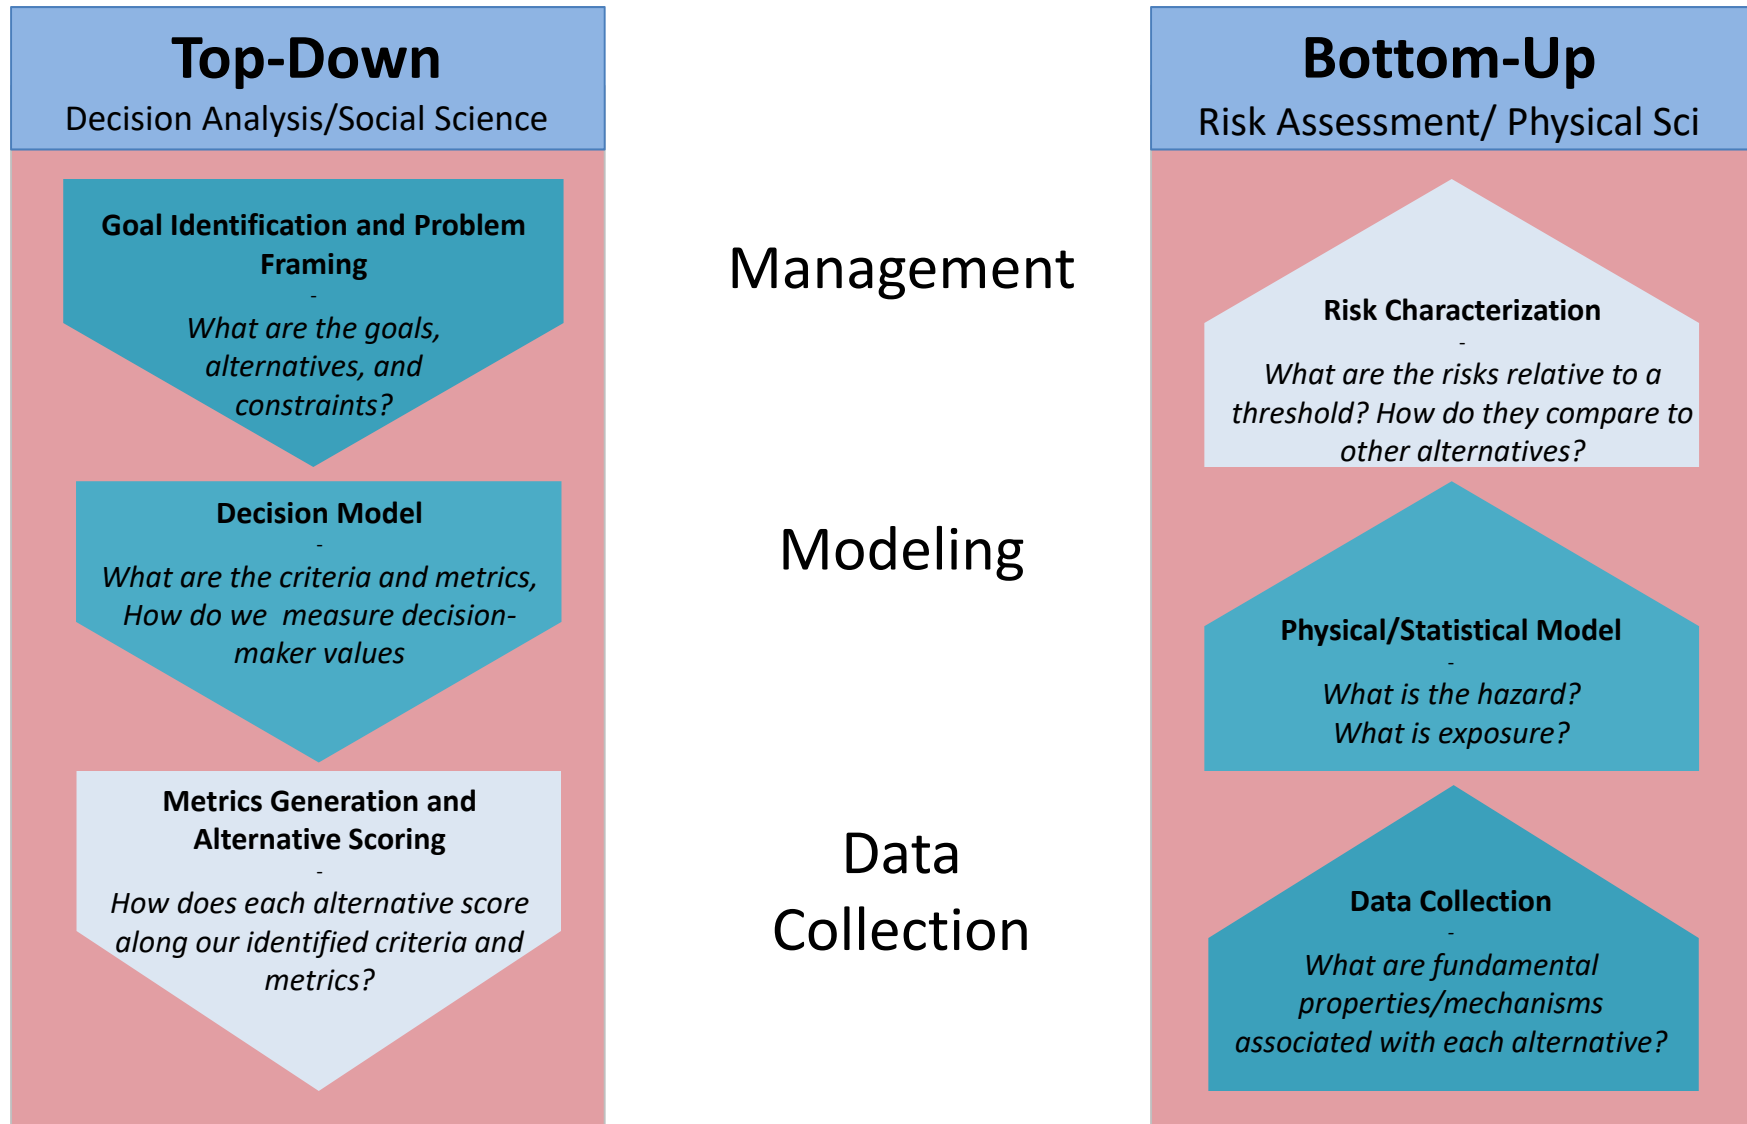 Top-Down
Decision Analysis/Social Science
Goal Identification and Problem
Framing
-
What are the goals,
alternatives, and
constraints?
Decision Model
-
What are the criteria and metrics,
How do we  measure decision-
maker values
Metrics Generation and
Alternative Scoring
-
How does each alternative score
along our identified criteria and
metrics?
Management
Modeling
Data
Collection
Bottom-Up
Risk Assessment/ Physical Sci
Risk Characterization
-
What are the risks relative to a
threshold? How do they compare to
other alternatives?
Physical/Statistical Model
-
What is the hazard?
What is exposure?
Data Collection
-
What are fundamental
properties/mechanisms
associated with each alternative?